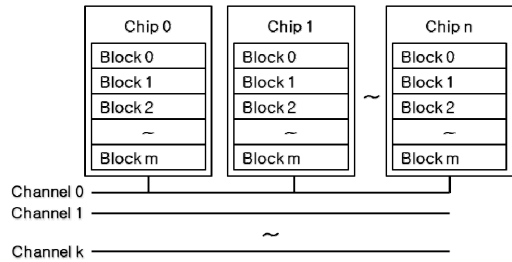 Chip 0
Block 0
Block 1
Block 2
~
Block m
Chip 1
Block 0
Block 1
Block 2
~
Block m
~
Chip n
Block 0
Block 1
Block 2
~
Block m
Channel 0
Channel 1
~
Channel k